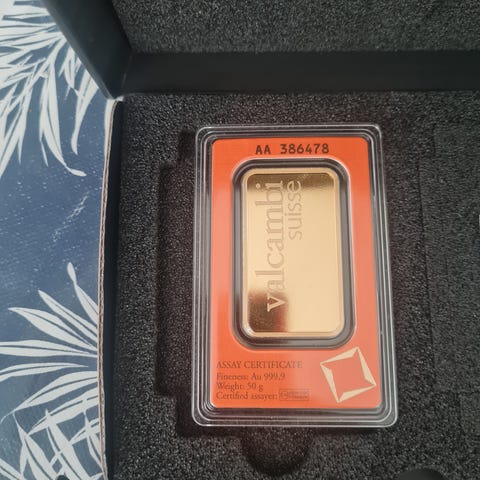 AA 386478
valcambi
suisse
ASSAY CERTIFICATE
Fineness: Au 999,9
Weight: 50 g
Certified assayer: